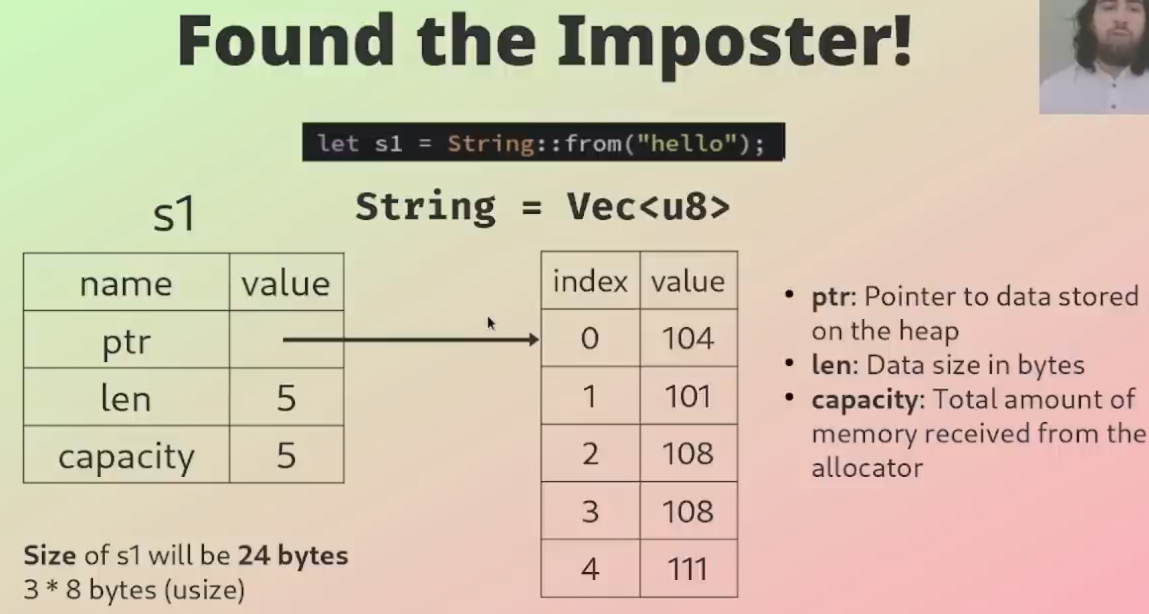 Found the Imposter!
let s1 = String::from("hello");
String = Vec<u8>
s1
name value
ptr
len 5
capacity 5
index value
0 104
1 101
2 108
3 108
4 111
• ptr: Pointer to data stored
on the heap
• len: Data size in bytes
• capacity: Total amount of
memory received from the
allocator
Size of s1 will be 24 bytes
3 * 8 bytes (usize)